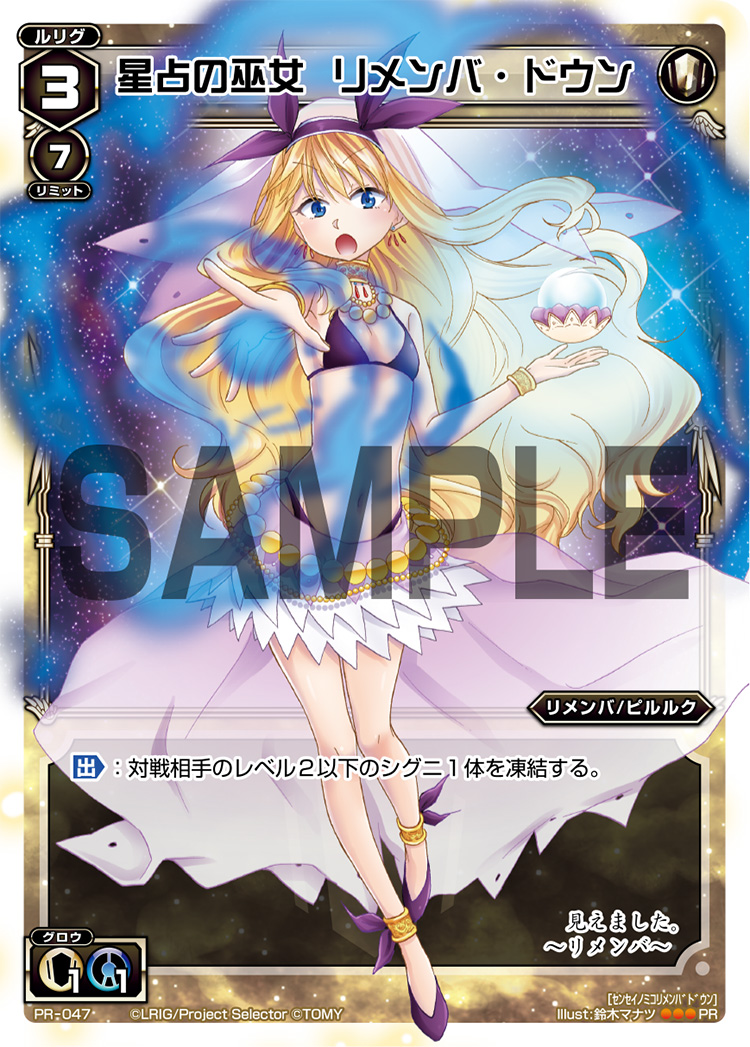 ルリグ
3
星占の巫女 リメンバ・ドウン
7
リミット
SAMPLE
リメンバ/ピルルク
出:対戦相手のレベル2以下のシグニ1体を凍結する。
見えました。
～リメンバ～
グロウ
[センセイノミコリメンバドウン]
PR-047 ©LRIG/Project Selector ©TOMY Illust:鈴木マナツ PR